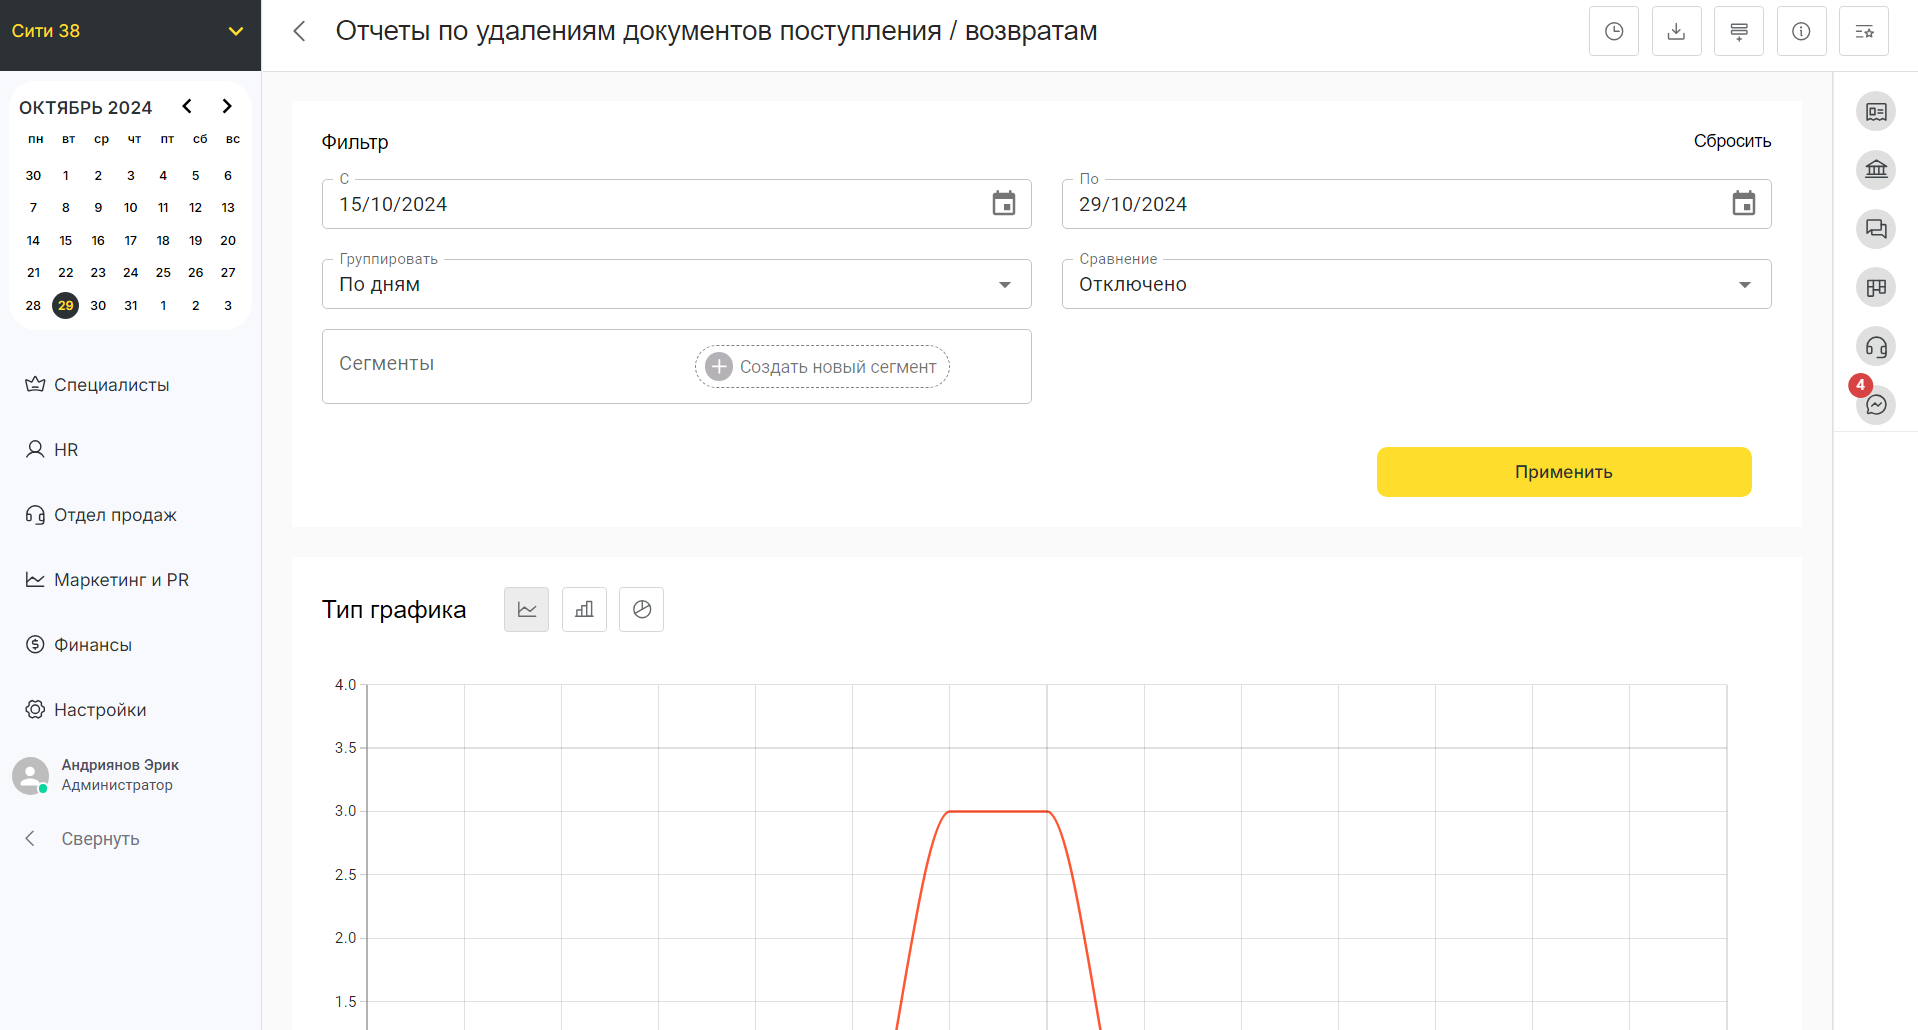 Сити 38
Отчеты по удалениям документов поступления / возвратам
ОКТЯБРЬ 2024
пн вт ср чт пт сб вс
30 1 2 3 4 5 6
7 8 9 10 11 12 13
14 15 16 17 18 19 20
21 22 23 24 25 26 27
28 29 30 31 1 2 3
Специалисты
HR
Отдел продаж
Маркетинг и PR
Финансы
Настройки
Андриянов Эрик
Администратор
Свернуть
Фильтр
Сбросить
С
15/10/2024
По
29/10/2024
Группировать
По дням
Сравнение
Отключено
Сегменты
Создать новый сегмент
Применить
Тип графика
4.0
3.5
3.0
2.5
2.0
1.5
4